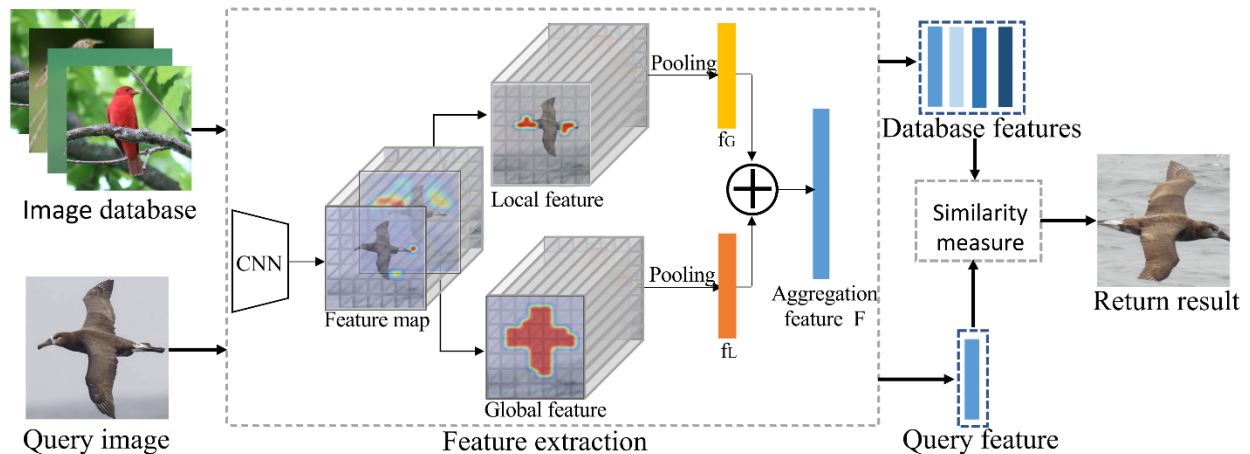 Image database
Query image
CNN
Feature map
Local feature
Global feature
Pooling
Pooling
fG
fL
Aggregation
feature F
Feature extraction
Database features
Similarity
measure
Query feature
Return result